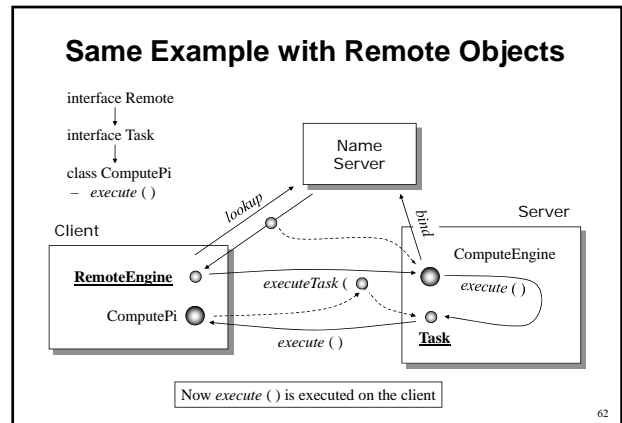 Same Example with Remote Objects
interface Remote
interface Task
class ComputePi
– execute ( )
Name
Server
lookup
bind
Client
Server
RemoteEngine
ComputePi
executeTask (
execute ( )
ComputeEngine
execute ( )
Task
Now execute ( ) is executed on the client
62